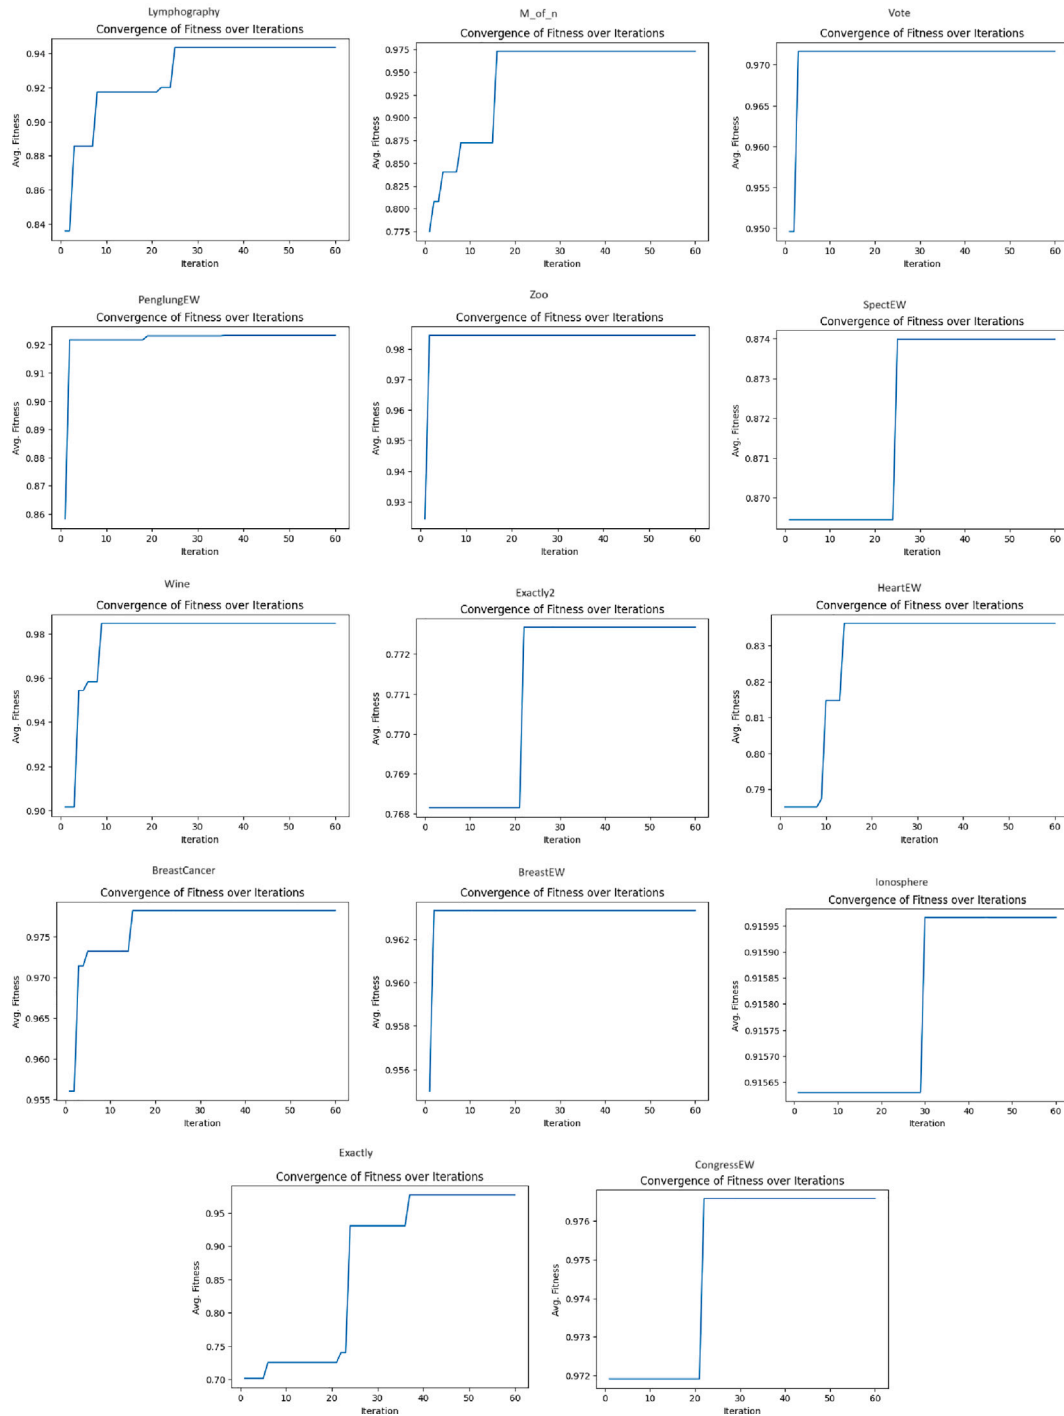 Lymphography
Convergence of Fitness over Iterations
Avg. Fitness
0.94
0.92
0.90
0.88
0.86
0.84
0 10 20 30 40 50 60
Iteration
M_of_n
Convergence of Fitness over Iterations
Avg. Fitness
0.975
0.950
0.925
0.900
0.875
0.850
0.825
0.800
0.775
0 10 20 30 40 50 60
Iteration
Vote
Convergence of Fitness over Iterations
Avg. Fitness
0.970
0.965
0.960
0.955
0.950
0 10 20 30 40 50 60
Iteration
PenglungEW
Convergence of Fitness over Iterations
Avg. Fitness
0.92
0.91
0.90
0.89
0.88
0.87
0.86
0 10 20 30 40 50 60
Iteration
Zoo
Convergence of Fitness over Iterations
Avg. Fitness
0.98
0.97
0.96
0.95
0.94
0.93
0 10 20 30 40 50 60
Iteration
SpectEW
Convergence of Fitness over Iterations
Avg. Fitness
0.874
0.873
0.872
0.871
0.870
0 10 20 30 40 50 60
Iteration
Wine
Convergence of Fitness over Iterations
Avg. Fitness
0.98
0.96
0.94
0.92
0.90
0 10 20 30 40 50 60
Iteration
Exactly2
Convergence of Fitness over Iterations
Avg. Fitness
0.772
0.771
0.770
0.769
0.768
0 10 20 30 40 50 60
Iteration
HeartEW
Convergence of Fitness over Iterations
Avg. Fitness
0.83
0.82
0.81
0.80
0.79
0 10 20 30 40 50 60
Iteration
BreastCancer
Convergence of Fitness over Iterations
Avg. Fitness
0.975
0.970
0.965
0.960
0.955
0 10 20 30 40 50 60
Iteration
BreastEW
Convergence of Fitness over Iterations
Avg. Fitness
0.962
0.960
0.958
0.956
0 10 20 30 40 50 60
Iteration
Ionosphere
Convergence of Fitness over Iterations
Avg. Fitness
0.91595
0.91590
0.91585
0.91580
0.91575
0.91570
0.91565
0 10 20 30 40 50 60
Iteration
Exactly
Convergence of Fitness over Iterations
Avg. Fitness
0.95
0.90
0.85
0.80
0.75
0.70
0 10 20 30 40 50 60
Iteration
CongressEW
Convergence of Fitness over Iterations
Avg. Fitness
0.976
0.975
0.974
0.973
0.972
0 10 20 30 40 50 60
Iteration